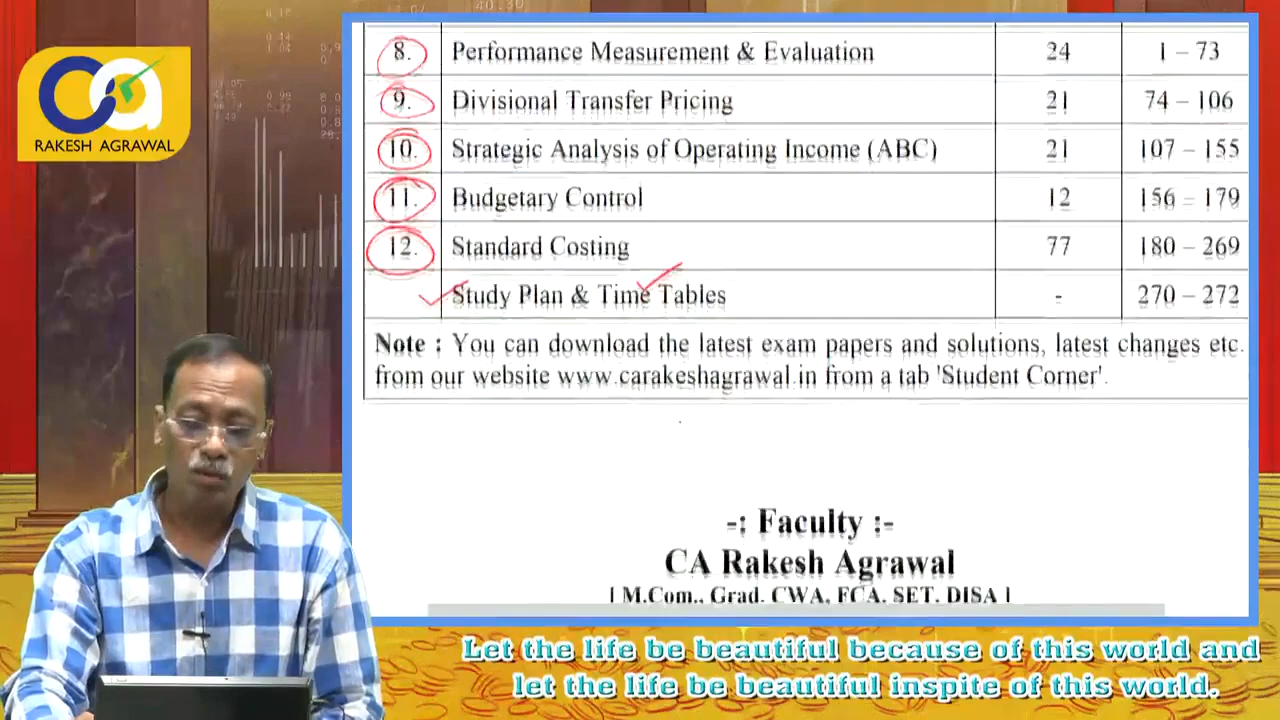 RAKESH AGRAWAL
8. Performance Measurement & Evaluation 24 1 – 73
9. Divisional Transfer Pricing 21 74 – 106
10. Strategic Analysis of Operating Income (ABC) 21 107 – 155
11. Budgetary Control 12 156 – 179
12. Standard Costing 77 180 – 269
Study Plan & Time Tables - 270 – 272
Note : You can download the latest exam papers and solutions, latest changes etc.
from our website www.carakeshagrawal.in from a tab 'Student Corner'.
-: Faculty :-
CA Rakesh Agrawal
[ M.Com., Grad. CWA, FCA, SET, DISA ]
Let the life be beautiful because of this world and
let the life be beautiful inspite of this world.